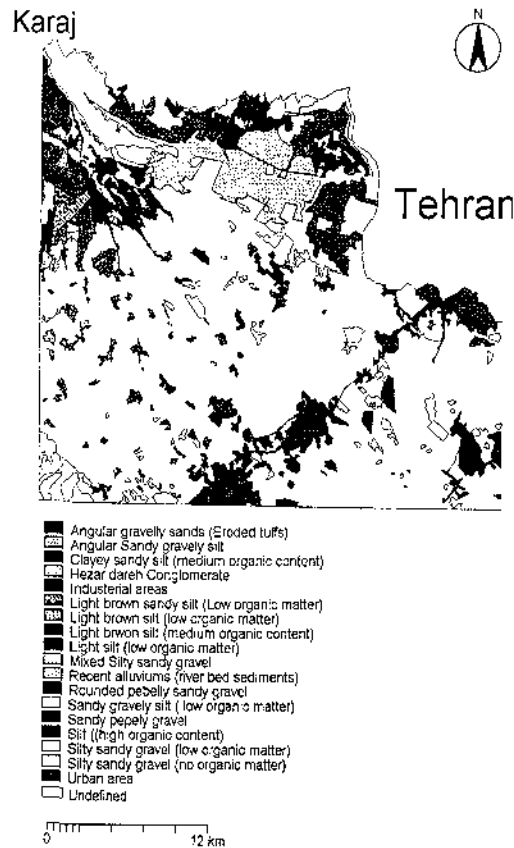 Karaj
N
Tehran
Angular gravelly sands (Eroded tuffs)
Angular Sandy gravely silt
Clayey sandy silt (medium organic content)
Hezar dareh Conglomerate
Industerial areas
Light brown sandy silt (Low organic matter)
Light brown silt (low organic matter)
Light brwon silt (medium organic content)
Light silt (low organic matter)
Mixed Silty sandy gravel
Recent alluviums (river bed sediments)
Rounded pebelly sandy gravel
Sandy gravely silt ( low organic matter)
Sandy pepely gravel
Silt ((high organic content)
Silty sandy gravel (low organic matter)
Silty sandy gravel (no organic matter)
Urban area
Undefined
0 12 km